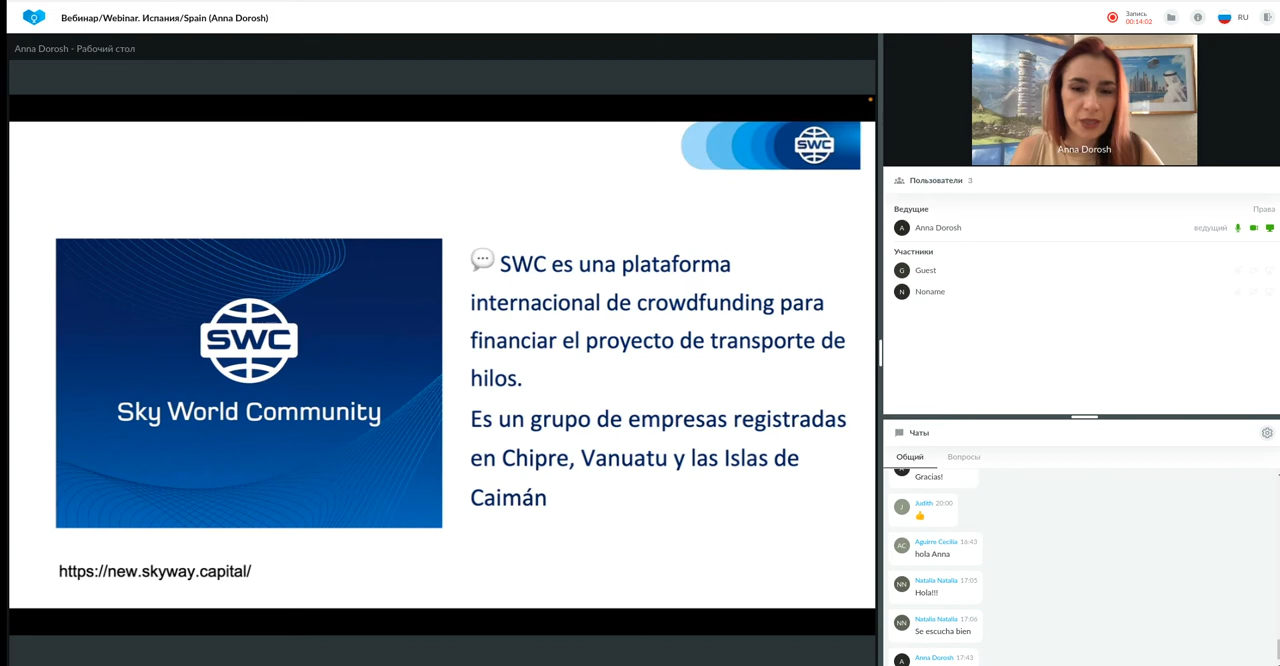 Вебинар/Webinar. Испания/Spain (Anna Dorosh)
Запись
00:14:02
RU
Anna Dorosh - Рабочий стол
SWC
SWC
Sky World Community
💬 SWC es una plataforma
internacional de crowdfunding para
financiar el proyecto de transporte de
hilos.
Es un grupo de empresas registradas
en Chipre, Vanuatu y las Islas de
Caimán
https://new.skyway.capital/
Anna Dorosh
Пользователи 3
Ведущие Права
A Anna Dorosh ведущий
Участники
G Guest
N Noname
Чаты
Общий Вопросы
Gracias!
J Judith 20:00
👍
AC Aguirre Cecilia 16:43
hola Anna
NN Natalia Natalia 17:05
Hola!!!
NN Natalia Natalia 17:06
Se escucha bien
A Anna Dorosh 17:43